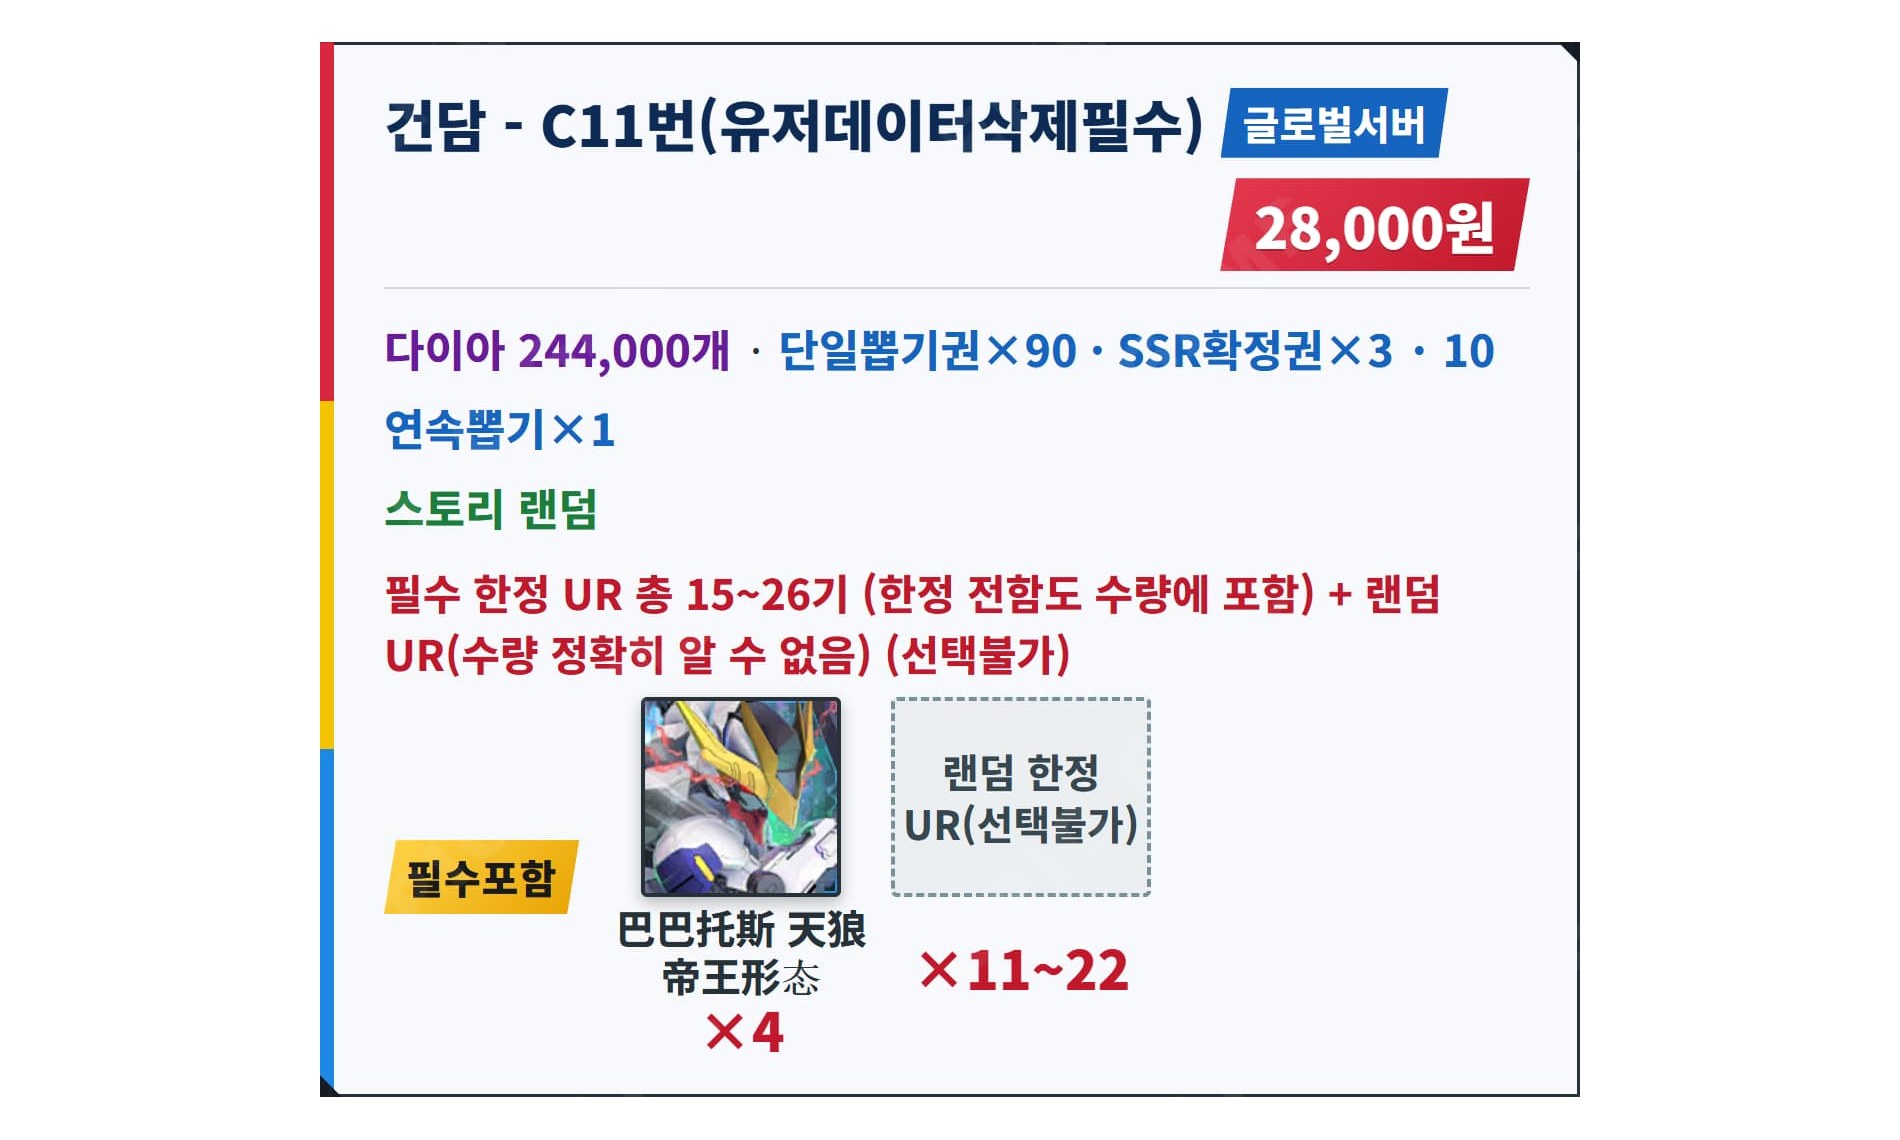 건담 - C11번(유저데이터삭제필수) 글로벌서버
28,000원
다이아 244,000개 · 단일뽑기권×90 · SSR확정권×3 · 10
연속뽑기×1
스토리 랜덤
필수 한정 UR 총 15~26기 (한정 전함도 수량에 포함) + 랜덤
UR(수량 정확히 알 수 없음) (선택불가)
필수포함
巴巴托斯 天狼
帝王形态
×4
랜덤 한정
UR(선택불가)
×11~22